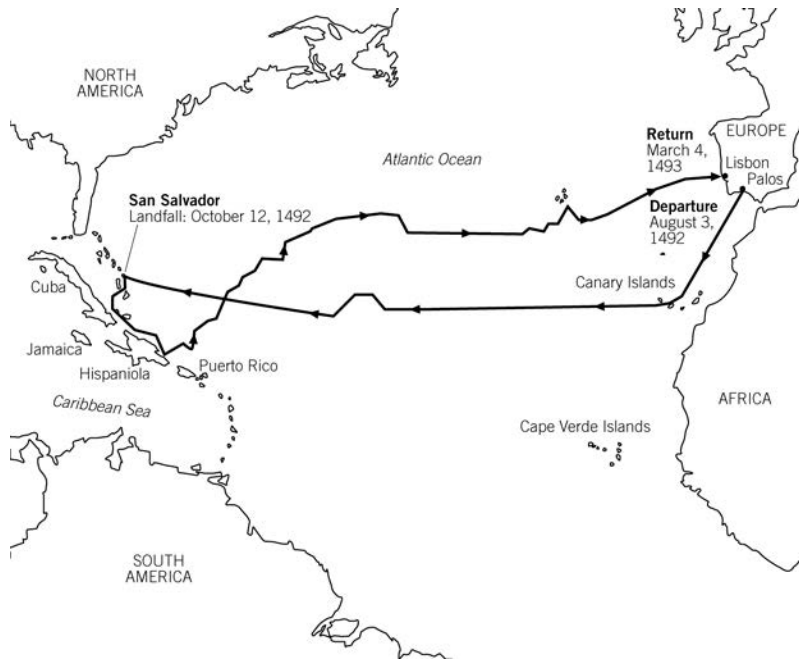 NORTH
AMERICA
Atlantic Ocean
Return
March 4,
1493
EUROPE
Lisbon
Palos
San Salvador
Landfall: October 12, 1492
Departure
August 3,
1492
Canary Islands
Cuba
Jamaica
Hispaniola
Puerto Rico
Caribbean Sea
AFRICA
Cape Verde Islands
SOUTH
AMERICA